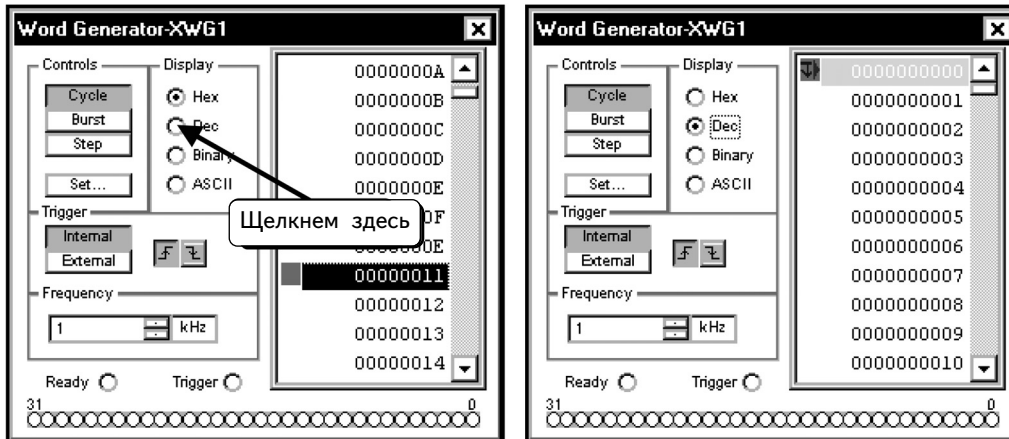 Word Generator-XWG1
Controls
Cycle
Burst
Step
Set...
Display
Hex
Dec
Binary
ASCII
Trigger
Internal
External
Frequency
1 kHz
Ready Trigger
31 0
0000000A
0000000B
0000000C
0000000D
0000000E
0F
0E
00000011
00000012
00000013
00000014
Щелкнем здесь
Word Generator-XWG1
Controls
Cycle
Burst
Step
Set...
Display
Hex
Dec
Binary
ASCII
Trigger
Internal
External
Frequency
1 kHz
Ready Trigger
31 0
0000000000
0000000001
0000000002
0000000003
0000000004
0000000005
0000000006
0000000007
0000000008
0000000009
0000000010